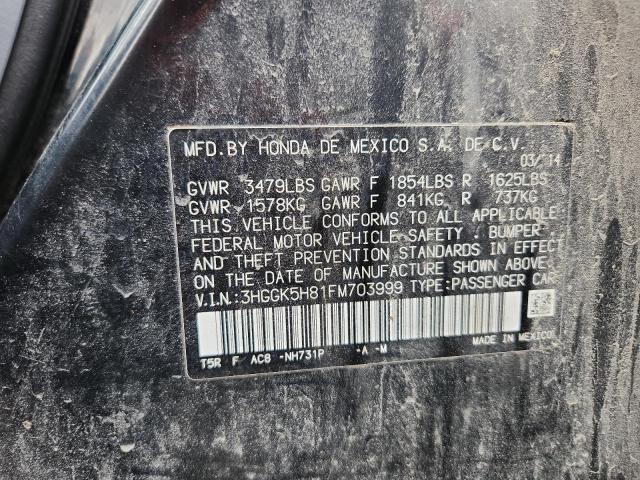 MFD. BY HONDA DE MEXICO S.A. DE C.V.
03/14
GVWR 3479LBS GAWR F 1854LBS R 1625LBS
GVWR 1578KG GAWR F 841KG R 737KG
THIS VEHICLE CONFORMS TO ALL APPLICABLE
FEDERAL MOTOR VEHICLE SAFETY, BUMPER
AND THEFT PREVENTION STANDARDS IN EFFECT
ON THE DATE OF MANUFACTURE SHOWN ABOVE.
V.I.N.: 3HGGK5H81FM703999 TYPE: PASSENGER CAR
T5R F AC8 -NH731P -A -M
MADE IN MEXICO